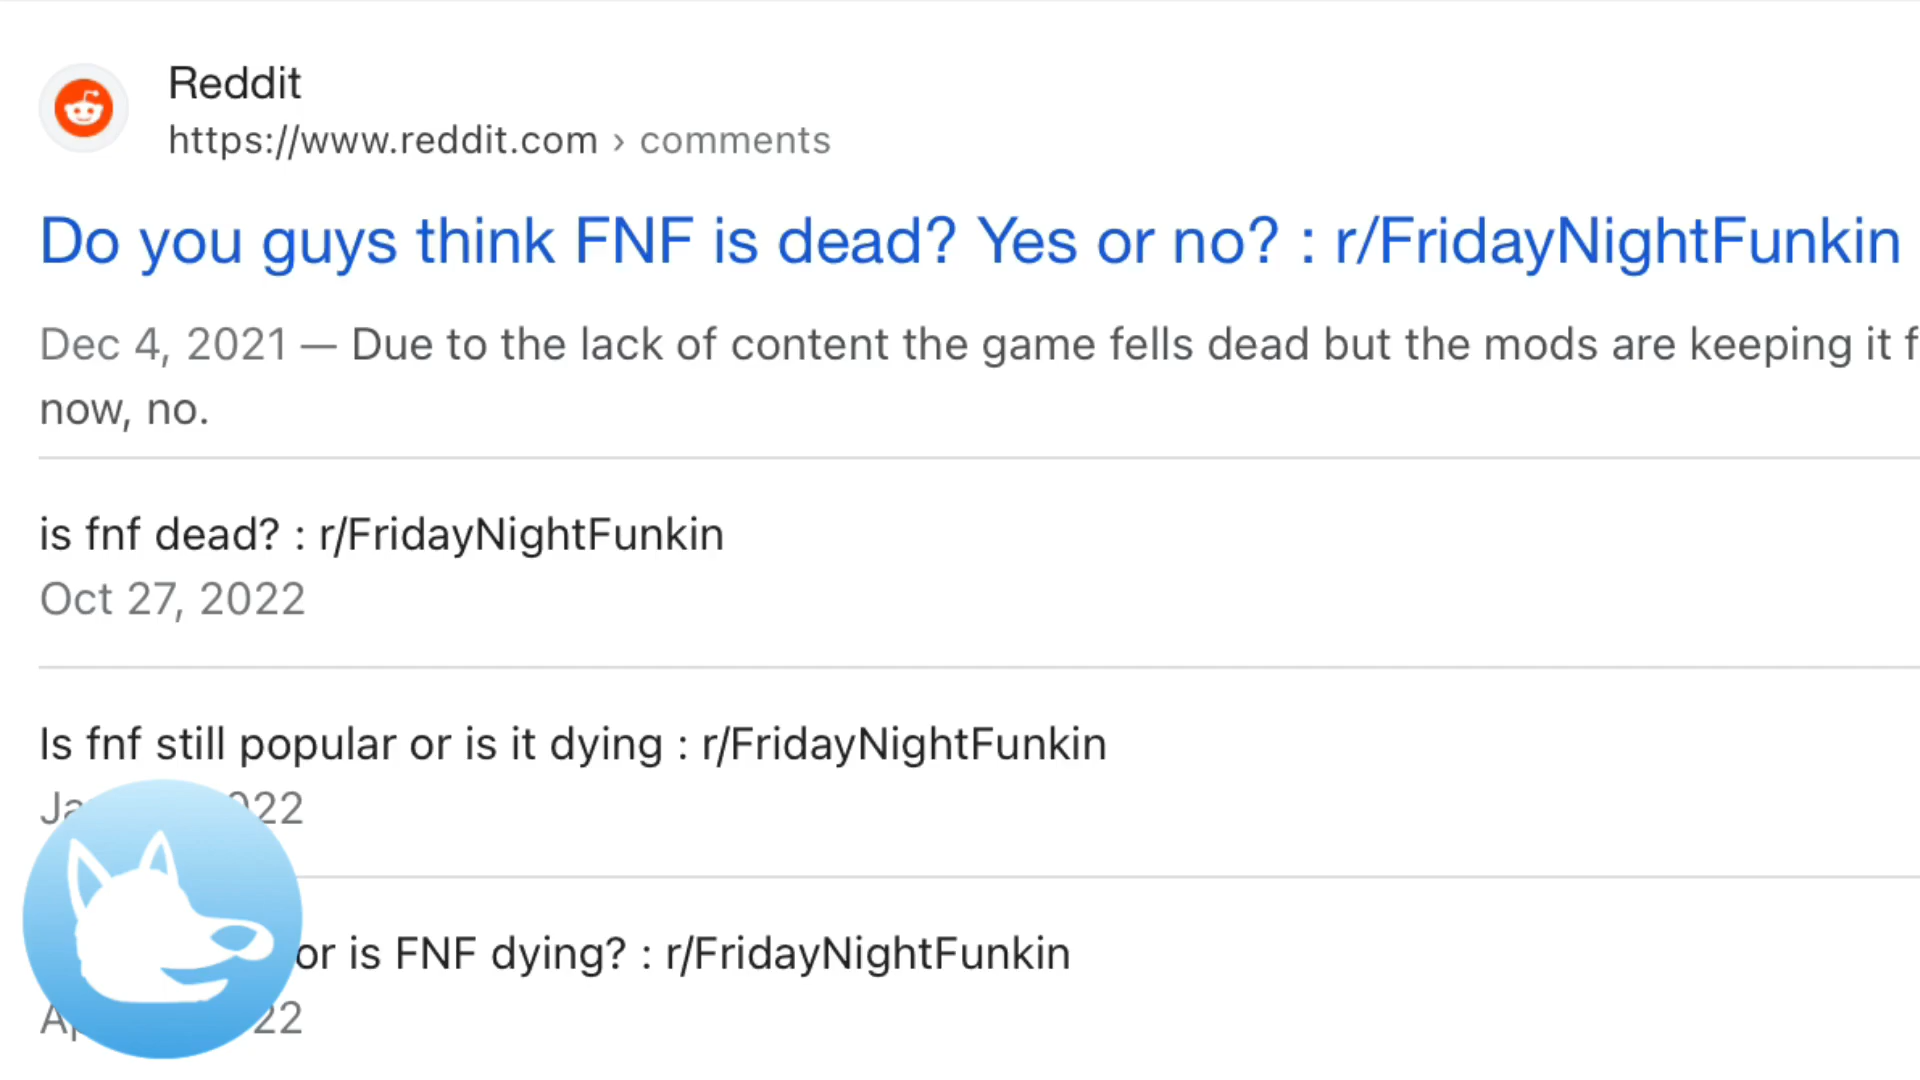 Reddit
https://www.reddit.com › comments
Do you guys think FNF is dead? Yes or no? : r/FridayNightFunkin
Dec 4, 2021 — Due to the lack of content the game fells dead but the mods are keeping it f
now, no.
is fnf dead? : r/FridayNightFunkin
Oct 27, 2022
Is fnf still popular or is it dying : r/FridayNightFunkin
or is FNF dying? : r/FridayNightFunkin